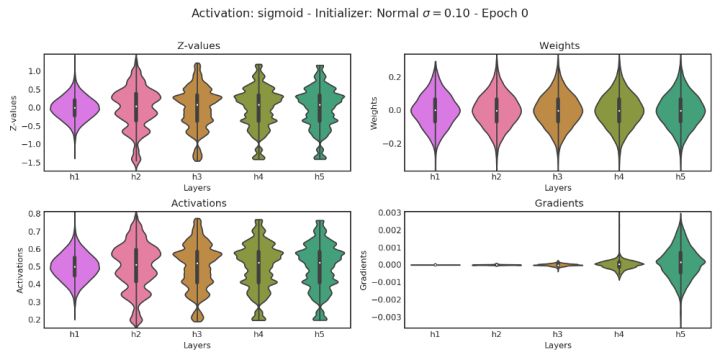 Activation: sigmoid - Initializer: Normal σ = 0.10 - Epoch 0
Z-values
Z-values
1.0
0.5
0.0
−0.5
−1.0
−1.5
h1 h2 h3 h4 h5
Layers
Weights
Weights
0.2
0.0
−0.2
h1 h2 h3 h4 h5
Layers
Activations
Activations
0.8
0.7
0.6
0.5
0.4
0.3
0.2
h1 h2 h3 h4 h5
Layers
Gradients
Gradients
0.003
0.002
0.001
0.000
−0.001
−0.002
−0.003
h1 h2 h3 h4 h5
Layers